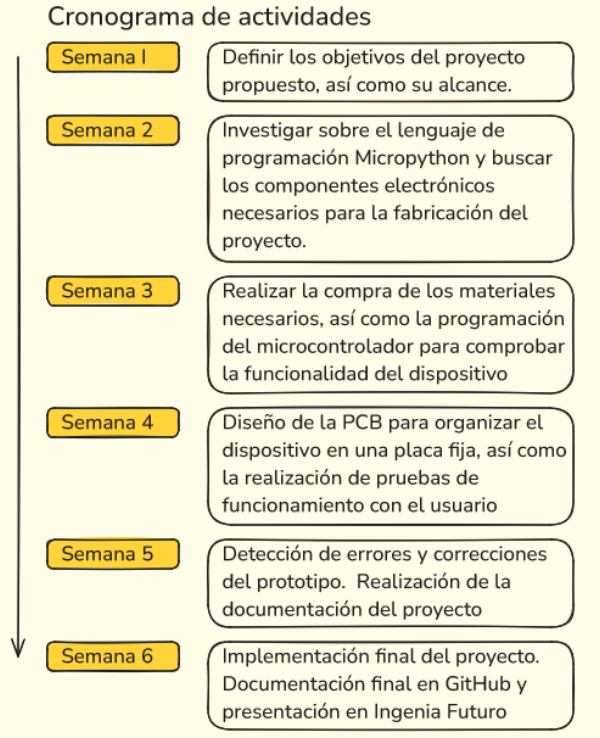 Cronograma de actividades
Semana I
Definir los objetivos del proyecto
propuesto, así como su alcance.
Semana 2
Investigar sobre el lenguaje de
programación Micropython y buscar
los componentes electrónicos
necesarios para la fabricación del
proyecto.
Semana 3
Realizar la compra de los materiales
necesarios, así como la programación
del microcontrolador para comprobar
la funcionalidad del dispositivo
Semana 4
Diseño de la PCB para organizar el
dispositivo en una placa fija, así como
la realización de pruebas de
funcionamiento con el usuario
Semana 5
Detección de errores y correcciones
del prototipo. Realización de la
documentación del proyecto
Semana 6
Implementación final del proyecto.
Documentación final en GitHub y
presentación en Ingenia Futuro